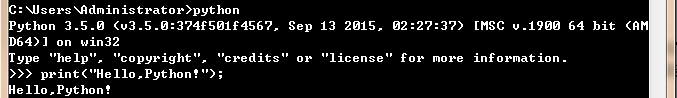 C:\Users\Administrator>python
Python 3.5.0 (v3.5.0:374f501f4567, Sep 13 2015, 02:27:37) [MSC v.1900 64 bit (AM
D64)] on win32
Type "help", "copyright", "credits" or "license" for more information.
>>> print("Hello,Python!");
Hello,Python!